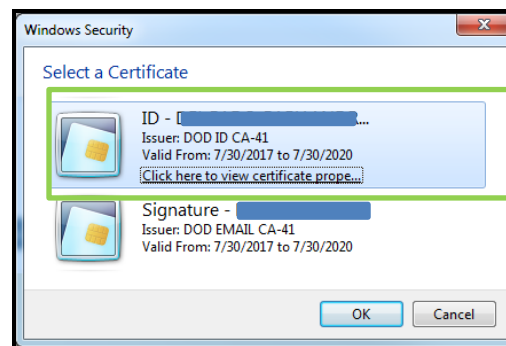 Windows Security
Select a Certificate
ID -
Issuer: DOD ID CA-41
Valid From: 7/30/2017 to 7/30/2020
Click here to view certificate prope...
Signature -
Issuer: DOD EMAIL CA-41
Valid From: 7/30/2017 to 7/30/2020
OK Cancel